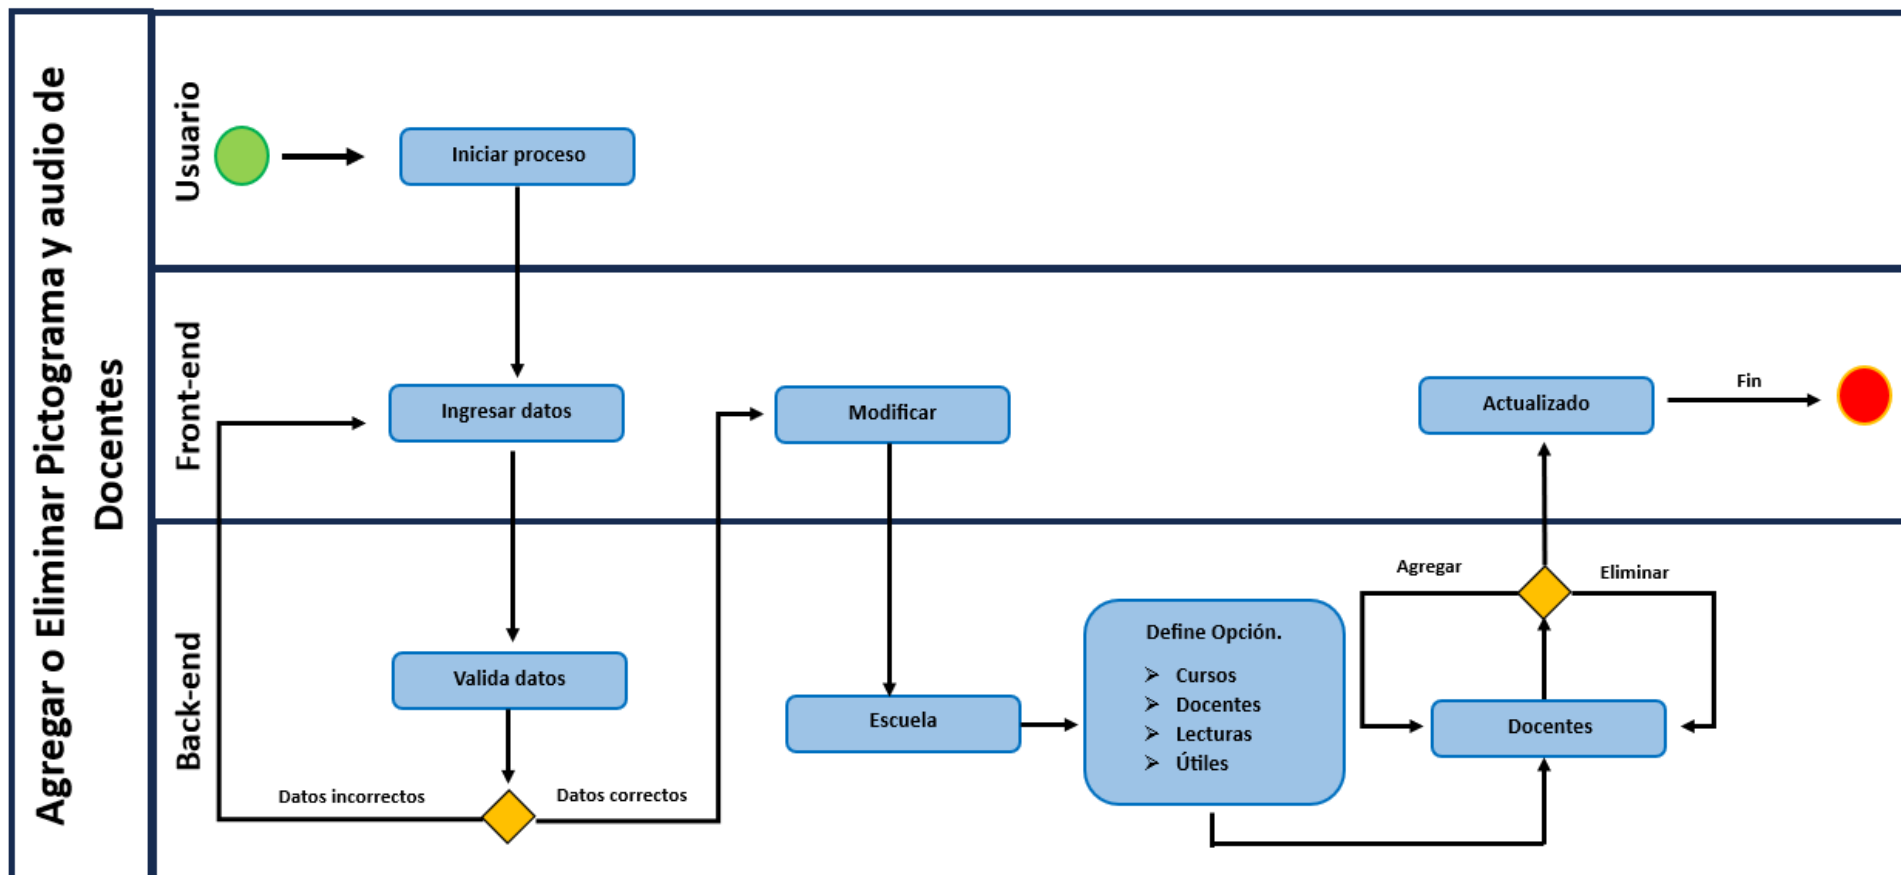 Agregar o Eliminar Pictograma y audio de
Docentes
Usuario
Iniciar proceso
Front-end
Ingresar datos
Modificar
Actualizado
Fin
Back-end
Valida datos
Datos incorrectos
Datos correctos
Escuela
Define Opción.
➢ Cursos
➢ Docentes
➢ Lecturas
➢ Útiles
Agregar
Eliminar
Docentes